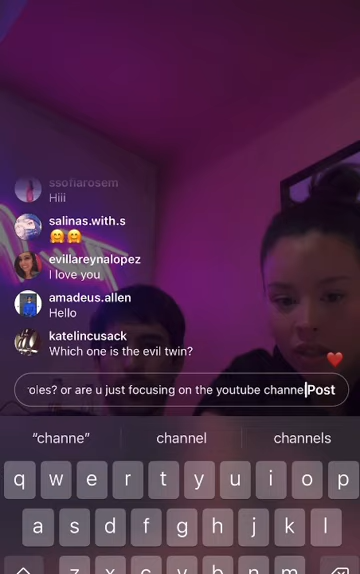 ssofiarosem
Hiii
salinas.with.s
🤗🤗
evillareynalopez
I love you
amadeus.allen
Hello
katelincusack
Which one is the evil twin?
oles? or are u just focusing on the youtube channe Post
“channe” channel channels
q w e r t y u i o p
a s d f g h j k l
z x c v b n m